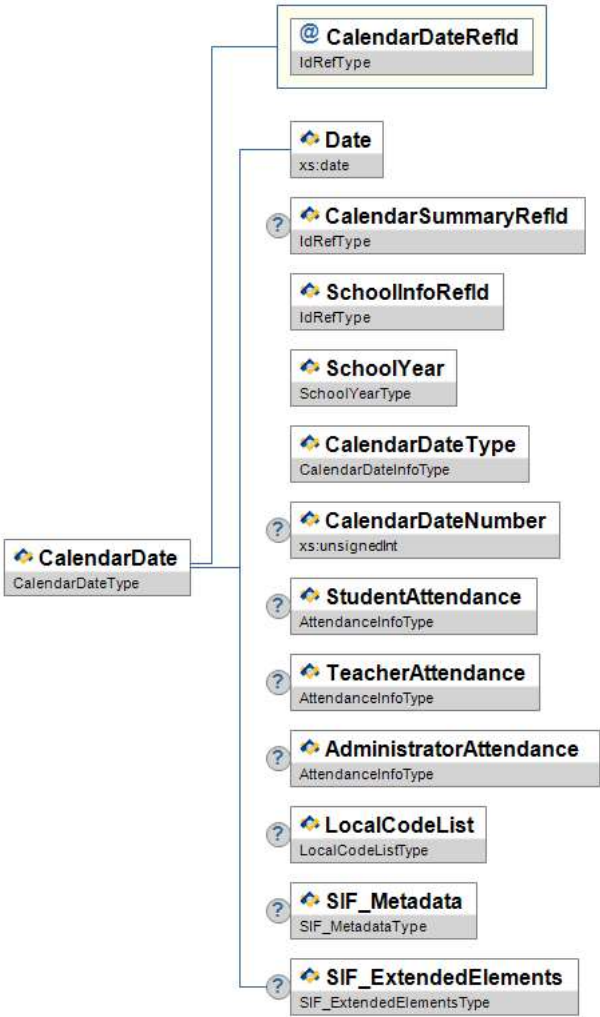 @ CalendarDateRefId
IdRefType
Date
xs:date
? CalendarSummaryRefId
IdRefType
SchoolInfoRefId
IdRefType
SchoolYear
SchoolYearType
CalendarDateType
CalendarDateInfoType
? CalendarDateNumber
xs:unsignedInt
CalendarDate
CalendarDateType
? StudentAttendance
AttendanceInfoType
? TeacherAttendance
AttendanceInfoType
? AdministratorAttendance
AttendanceInfoType
? LocalCodeList
LocalCodeListType
? SIF_Metadata
SIF_MetadataType
? SIF_ExtendedElements
SIF_ExtendedElementsType